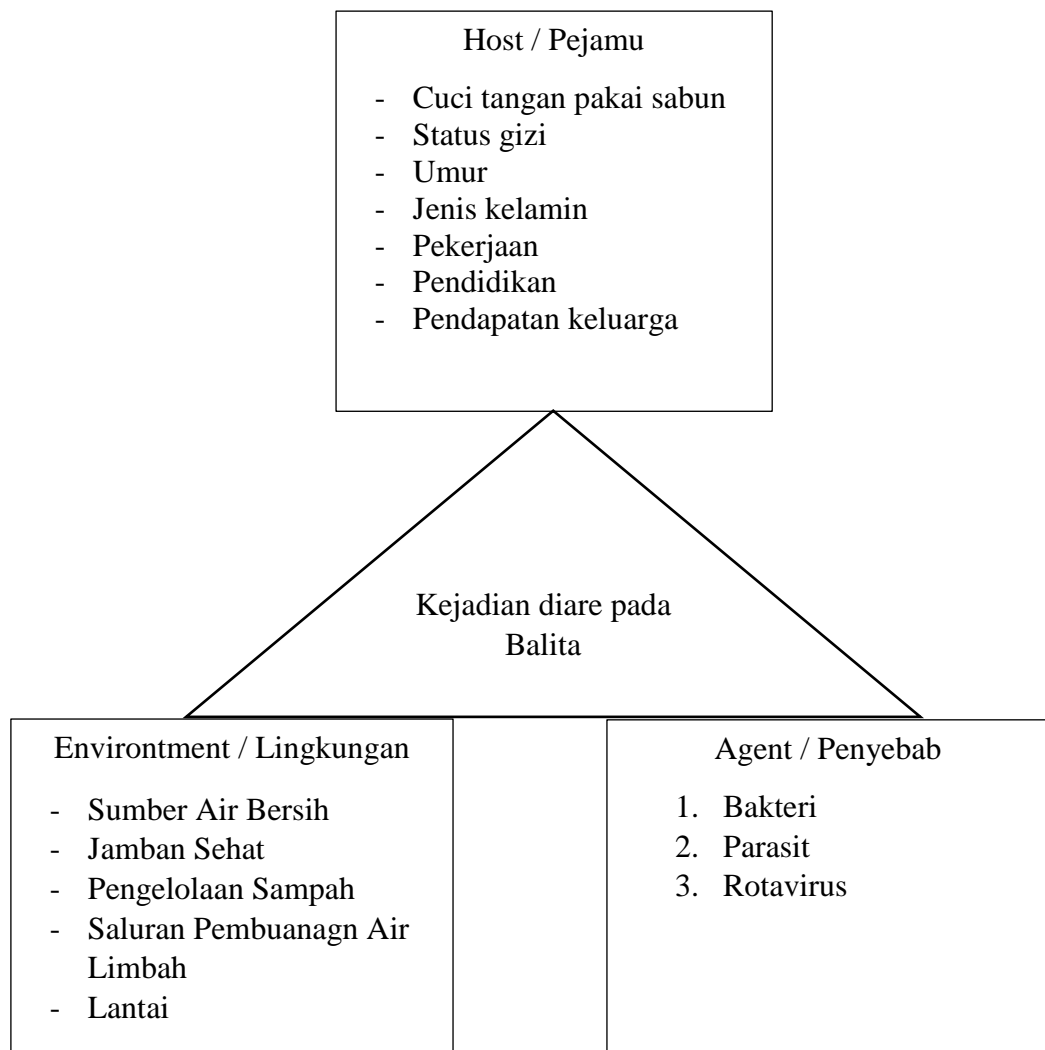 Host / Pejamu
- Cuci tangan pakai sabun
- Status gizi
- Umur
- Jenis kelamin
- Pekerjaan
- Pendidikan
- Pendapatan keluarga
Kejadian diare pada
Balita
Environtment / Lingkungan
- Sumber Air Bersih
- Jamban Sehat
- Pengelolaan Sampah
- Saluran Pembuanagn Air
Limbah
- Lantai
Agent / Penyebab
1. Bakteri
2. Parasit
3. Rotavirus